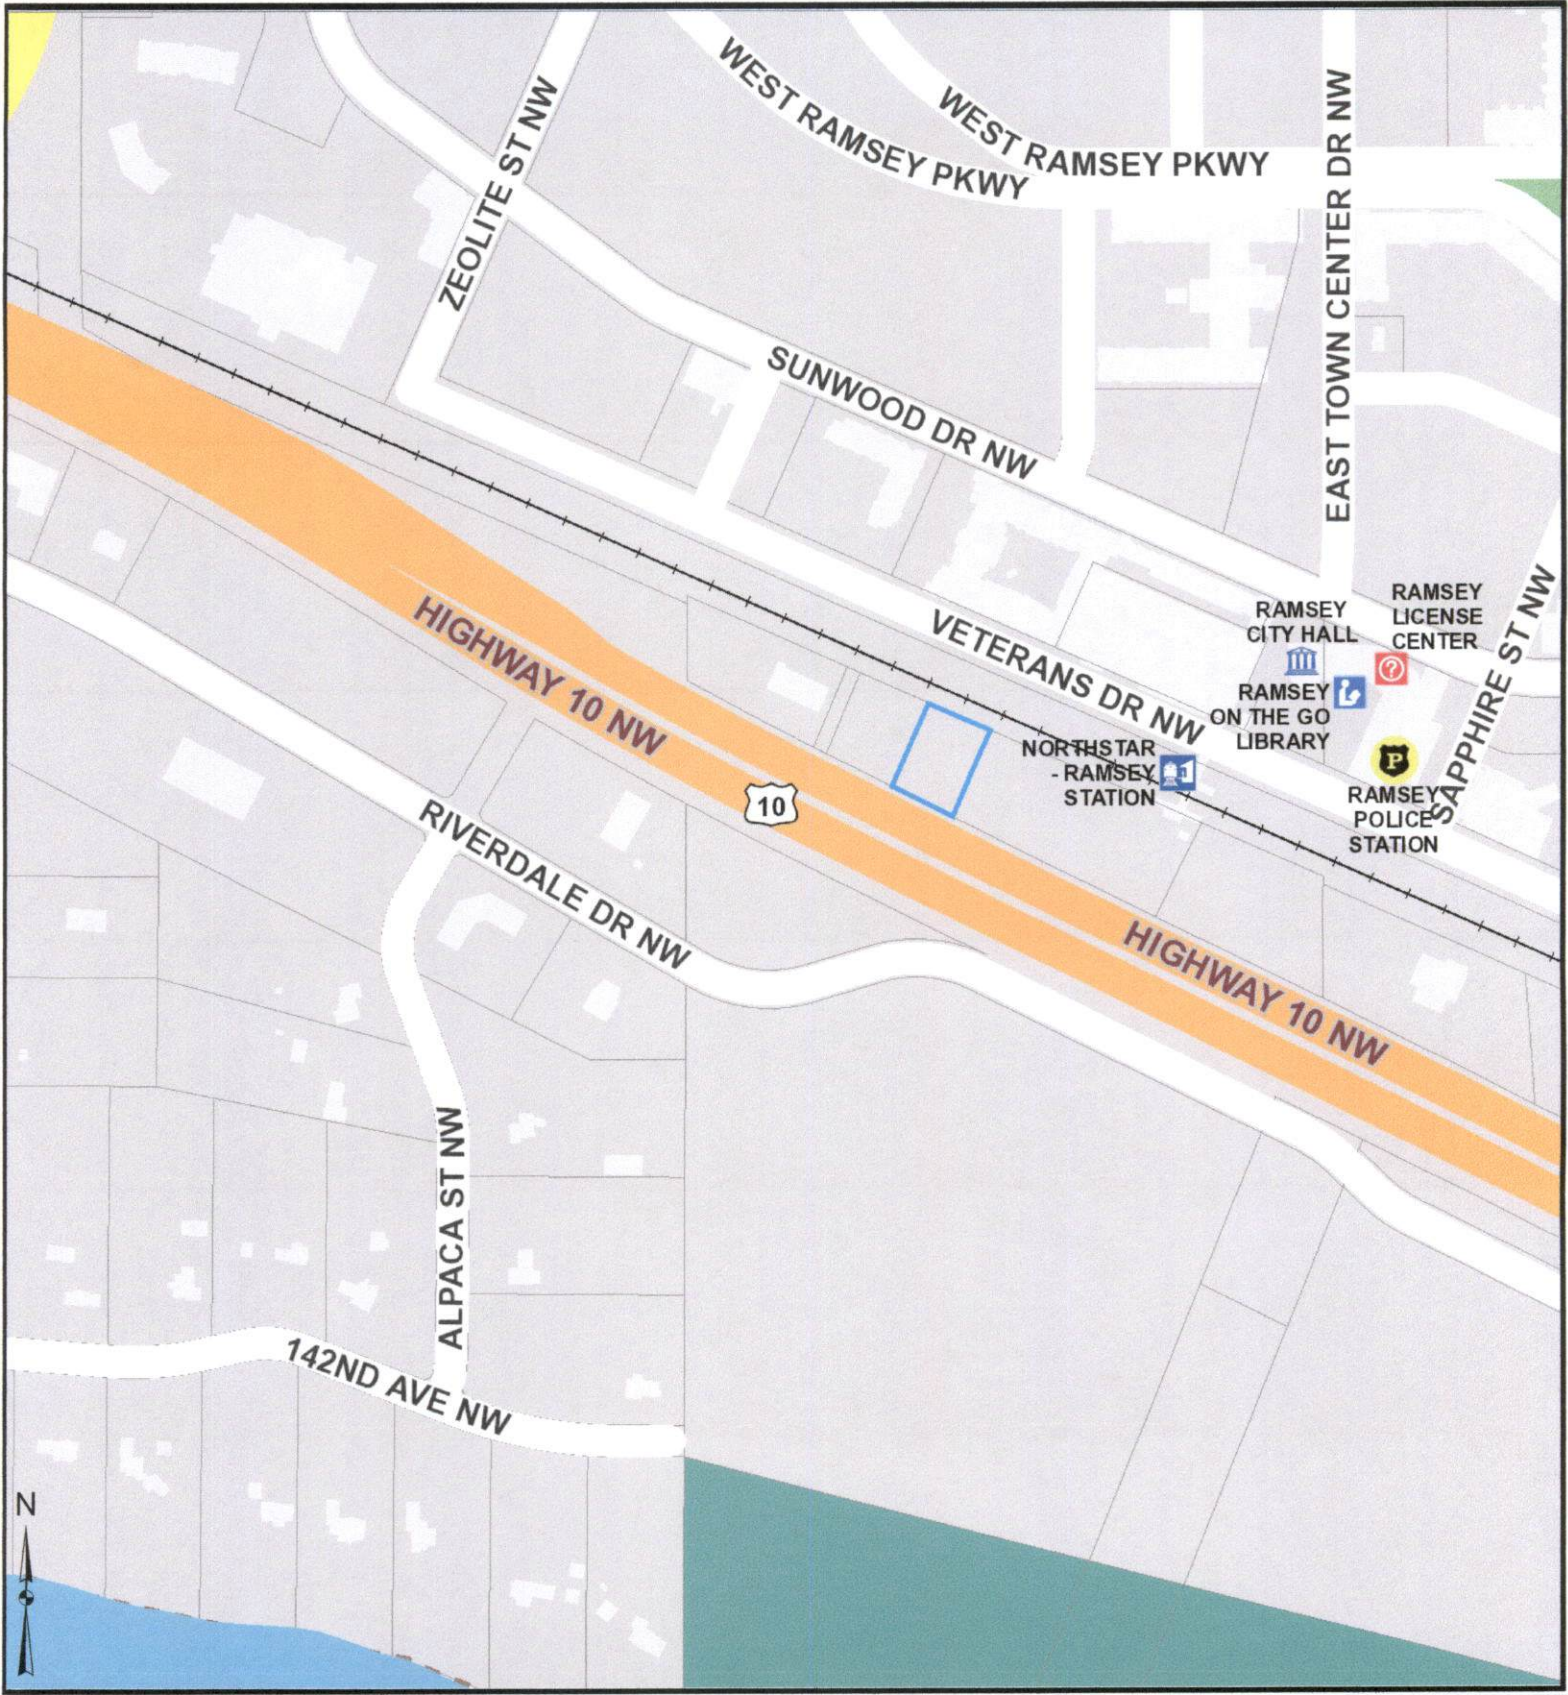 WEST RAMSEY PKWY
WEST RAMSEY PKWY
ZEOLITE ST NW
EAST TOWN CENTER DR NW
SUNWOOD DR NW
HIGHWAY 10 NW
VETERANS DR NW
RAMSEY
CITY HALL
RAMSEY
LICENSE
CENTER
?
RAMSEY
ON THE GO
LIBRARY
SAPPHIRE ST NW
NORTHSTAR
- RAMSEY
STATION
P
RAMSEY
POLICE
STATION
10
RIVERDALE DR NW
HIGHWAY 10 NW
ALPACA ST NW
142ND AVE NW
N